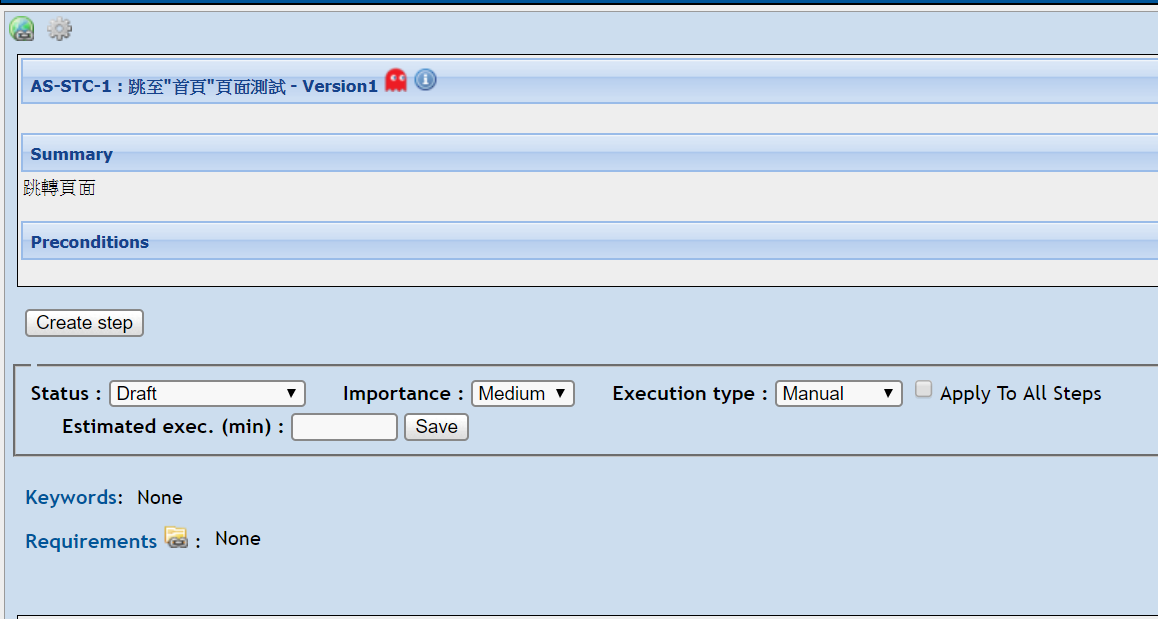 AS-STC-1 : 跳至"首頁"頁面測試 - Version1
Summary
跳轉頁面
Preconditions
Create step
Status : Draft Importance : Medium Execution type : Manual Apply To All Steps
Estimated exec. (min) : Save
Keywords: None
Requirements : None